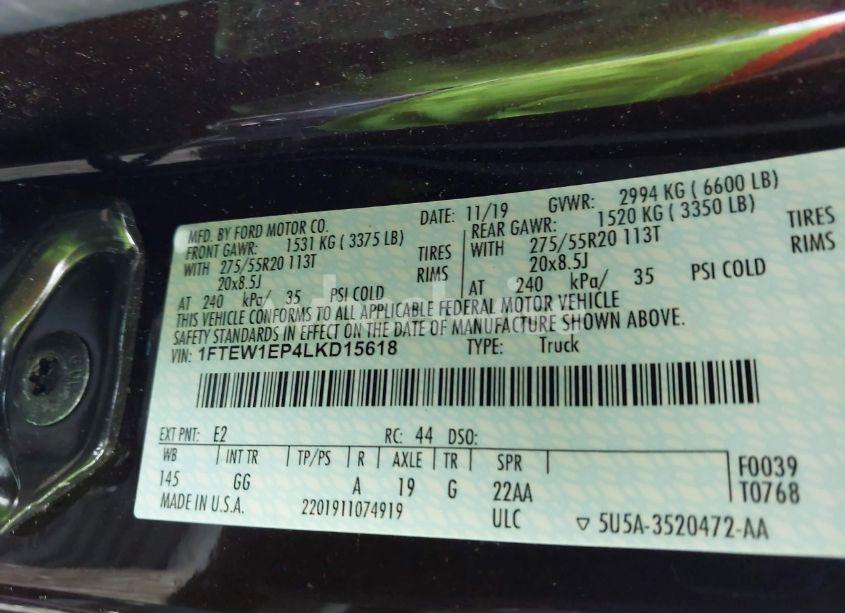 MFD. BY FORD MOTOR CO. DATE: 11/19 GVWR: 2994 KG ( 6600 LB)
FRONT GAWR: 1531 KG ( 3375 LB) REAR GAWR: 1520 KG ( 3350 LB)
WITH 275/55R20 113T TIRES WITH 275/55R20 113T TIRES
20x8.5J RIMS 20x8.5J RIMS
AT 240 kPa/ 35 PSI COLD AT 240 kPa/ 35 PSI COLD
THIS VEHICLE CONFORMS TO ALL APPLICABLE FEDERAL MOTOR VEHICLE
SAFETY STANDARDS IN EFFECT ON THE DATE OF MANUFACTURE SHOWN ABOVE.
VIN: 1FTEW1EP4LKD15618 TYPE: Truck
EXT PNT: E2 RC: 44 DSO:
WB INT TR TP/PS R AXLE TR SPR F0039
145 GG A 19 G 22AA T0768
MADE IN U.S.A. 2201911074919 ULC ▽ 5U5A-3520472-AA